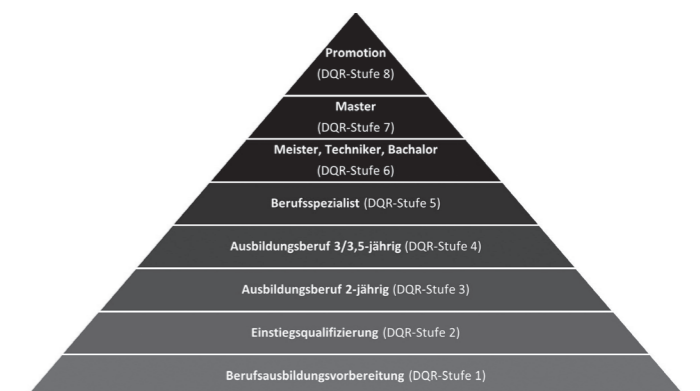 Promotion
(DQR-Stufe 8)
Master
(DQR-Stufe 7)
Meister, Techniker, Bachalor
(DQR-Stufe 6)
Berufsspezialist (DQR-Stufe 5)
Ausbildungsberuf 3/3,5-jährig (DQR-Stufe 4)
Ausbildungsberuf 2-jährig (DQR-Stufe 3)
Einstiegsqualifizierung (DQR-Stufe 2)
Berufsausbildungsvorbereitung (DQR-Stufe 1)